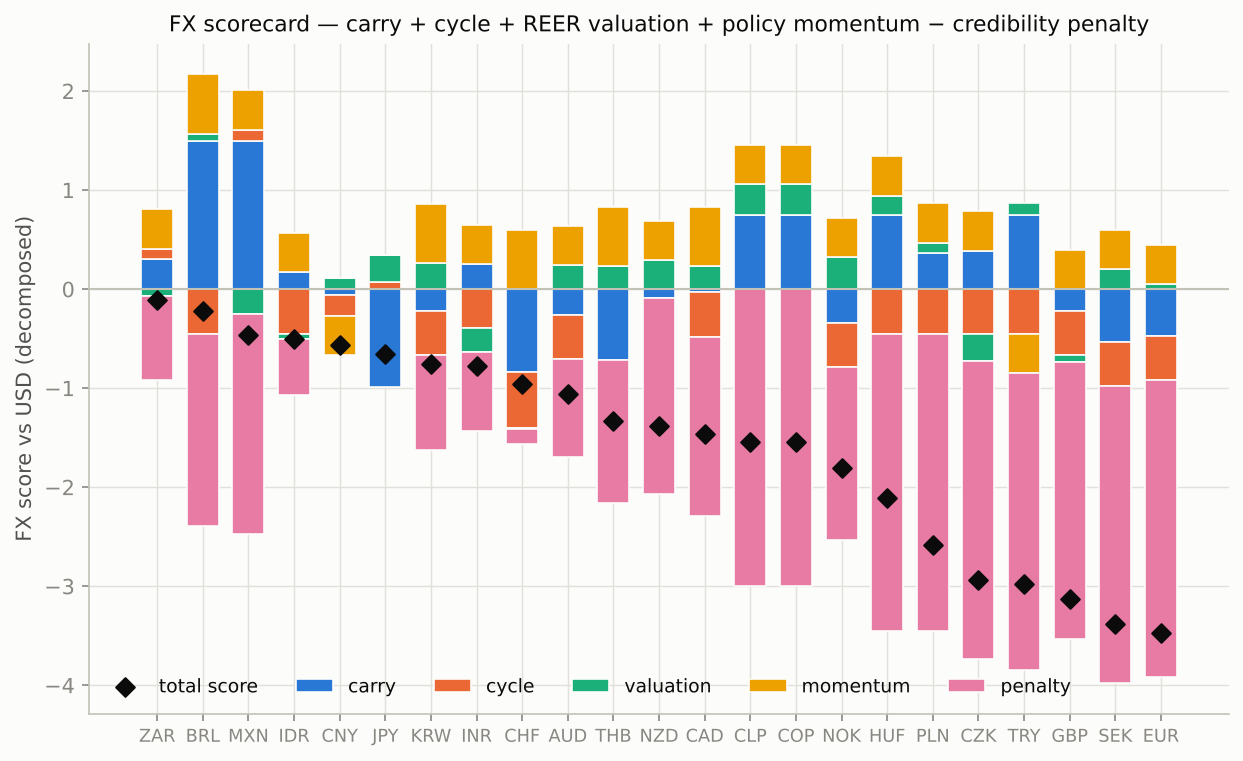 FX scorecard — carry + cycle + REER valuation + policy momentum − credibility penalty
FX score vs USD (decomposed)
2
1
0
−1
−2
−3
−4
total score carry cycle valuation momentum penalty
ZAR BRL MXN IDR CNY JPY KRW INR CHF AUD THB NZD CAD CLP COP NOK HUF PLN CZK TRY GBP SEK EUR